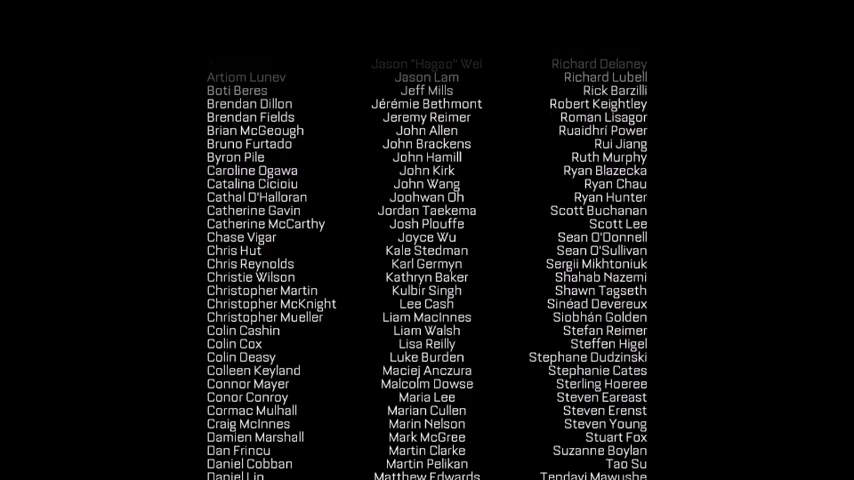 Jason "Hagao" Wei Richard Delaney
Artiom Lunev Jason Lam Richard Lubell
Boti Beres Jeff Mills Rick Barzilli
Brendan Dillon Jérémie Bethmont Robert Keightley
Brendan Fields Jeremy Reimer Roman Lisagor
Brian McGeough John Allen Ruaidhrí Power
Bruno Furtado John Brackens Rui Jiang
Byron Pile John Hamill Ruth Murphy
Caroline Ogawa John Kirk Ryan Blazecka
Catalina Cicioiu John Wang Ryan Chau
Cathal O'Halloran Joohwan Oh Ryan Hunter
Catherine Gavin Jordan Taekema Scott Buchanan
Catherine McCarthy Josh Plouffe Scott Lee
Chase Vigar Joyce Wu Sean O'Donnell
Chris Hut Kale Stedman Sean O'Sullivan
Chris Reynolds Karl Germyn Sergii Mikhtoniuk
Christie Wilson Kathryn Baker Shahab Nazemi
Christopher Martin Kulbir Singh Shawn Tagseth
Christopher McKnight Lee Cash Sinéad Devereux
Christopher Mueller Liam MacInnes Siobhán Golden
Colin Cashin Liam Walsh Stefan Reimer
Colin Cox Lisa Reilly Steffen Higel
Colin Deasy Luke Burden Stephane Dudzinski
Colleen Keyland Maciej Anczura Stephanie Cates
Connor Mayer Malcolm Dowse Sterling Hoeree
Conor Conroy Maria Lee Steven Eareast
Cormac Mulhall Marian Cullen Steven Erenst
Craig McInnes Marin Nelson Steven Young
Damien Marshall Mark McGree Stuart Fox
Dan Frincu Martin Clarke Suzanne Boylan
Daniel Cobban Martin Pelikan Tao Su
Daniel Lin Matthew Edwards Tendayi Mawushe